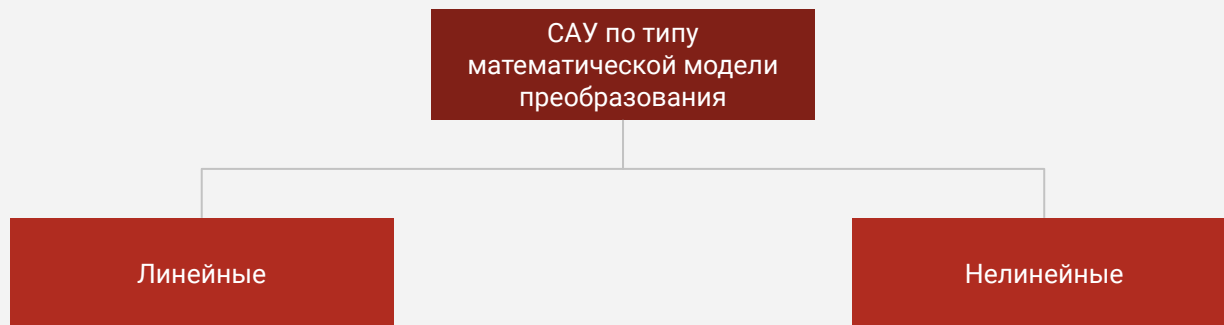 САУ по типу
математической модели
преобразования
Линейные
Нелинейные